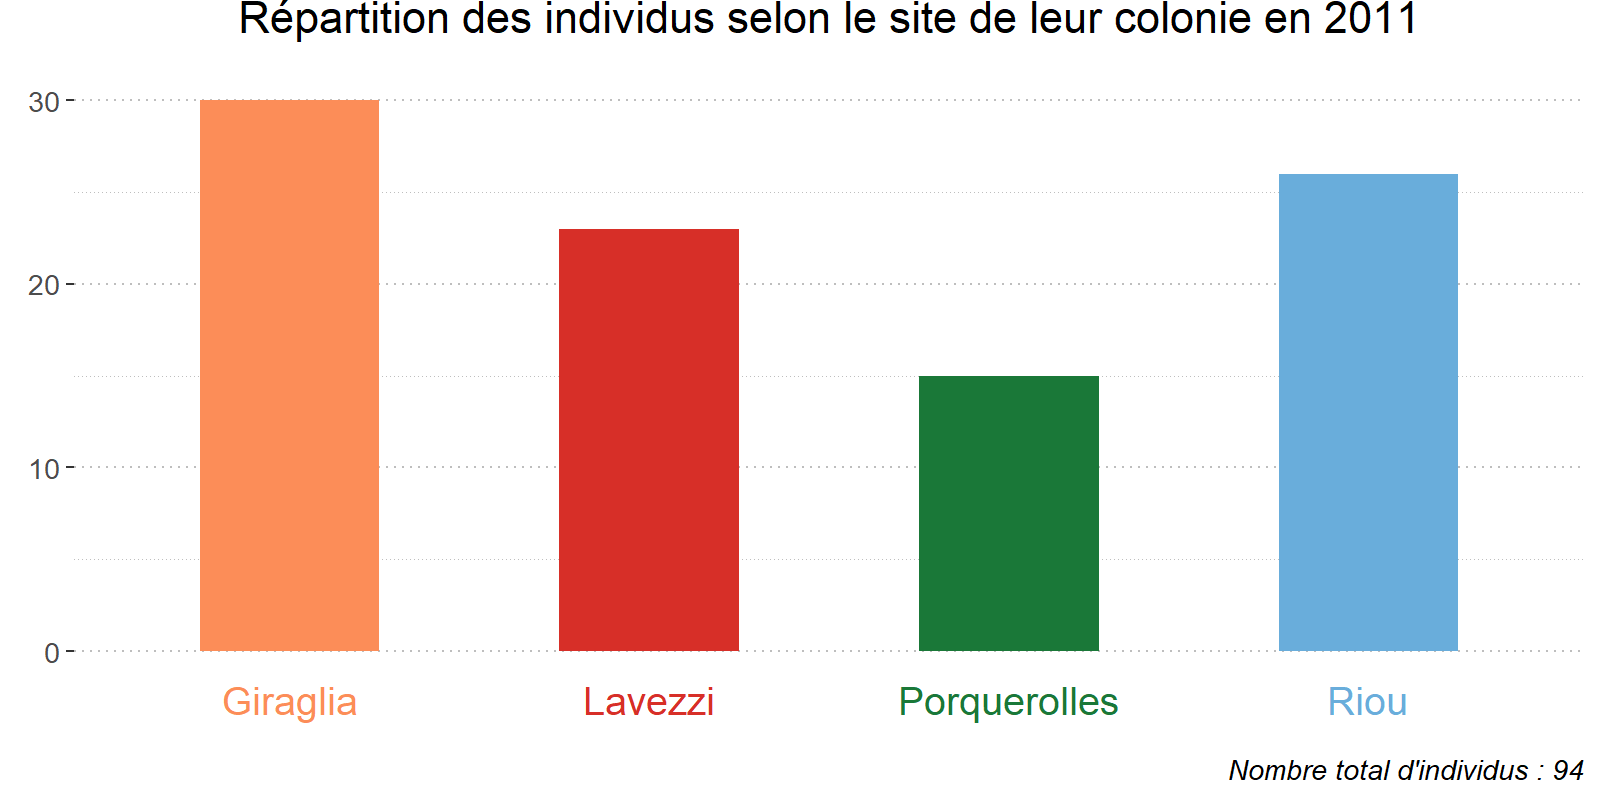 Répartition des individus selon le site de leur colonie en 2011
30
20
10
0
Giraglia Lavezzi Porquerolles Riou
Nombre total d'individus : 94